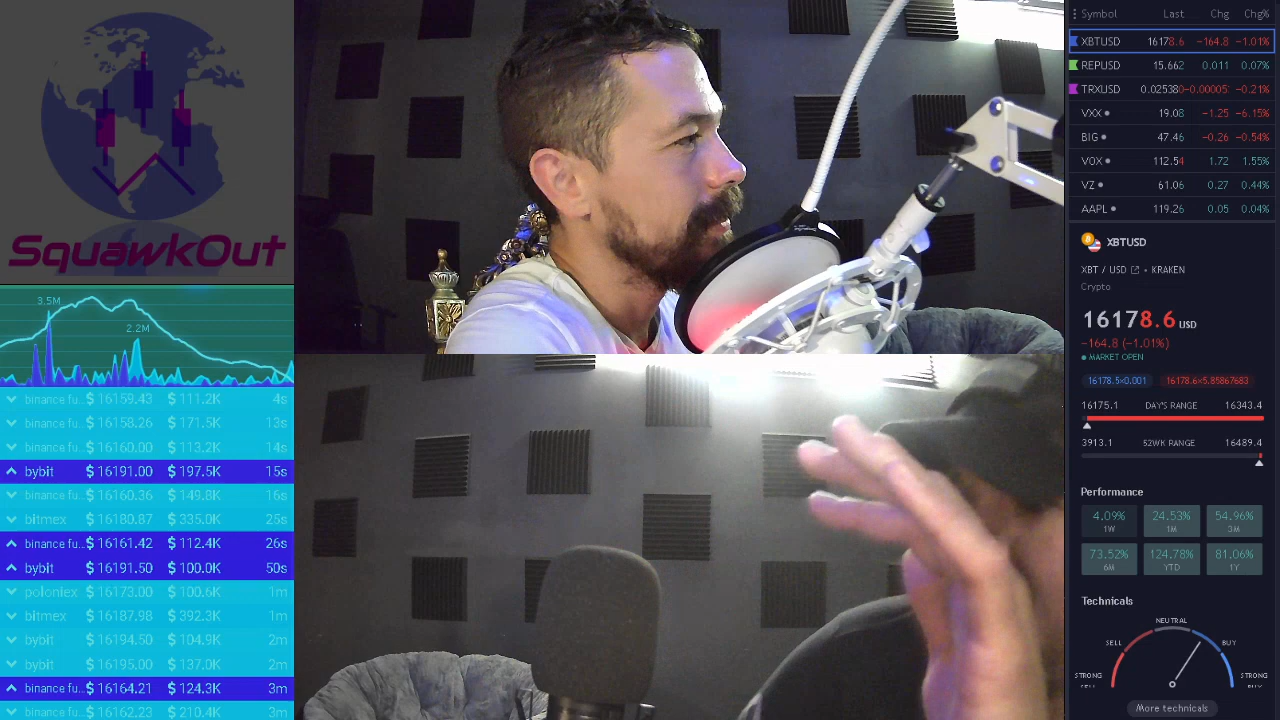 SquawkOut
3.5M
2.2M
binance fu.. $ 16159.43 $ 111.2K 4s
binance fu.. $ 16158.26 $ 171.5K 13s
binance fu.. $ 16160.00 $ 113.2K 14s
bybit $ 16191.00 $ 197.5K 15s
binance fu.. $ 16160.36 $ 149.8K 16s
bitmex $ 16180.87 $ 335.0K 25s
binance fu.. $ 16161.42 $ 112.4K 26s
bybit $ 16191.50 $ 100.0K 50s
poloniex $ 16173.00 $ 100.6K 1m
bitmex $ 16187.98 $ 392.3K 1m
bybit $ 16194.50 $ 104.9K 2m
bybit $ 16195.00 $ 137.0K 2m
binance fu.. $ 16164.21 $ 124.3K 3m
binance fu.. $ 16162.23 $ 210.4K 3m
Symbol Last Chg Chg%
XBTUSD 16178.6 −164.8 −1.01%
REPUSD 15.662 0.011 0.07%
TRXUSD 0.025380 −0.00005 −0.21%
VXX 19.08 −1.25 −6.15%
BIG 47.46 −0.26 −0.54%
VOX 112.54 1.72 1.55%
VZ 61.06 0.27 0.44%
AAPL 119.26 0.05 0.04%
XBTUSD
XBT / USD • KRAKEN
Crypto
16178.6 USD
−164.8 (−1.01%)
MARKET OPEN
16178.5×0.001 16178.6×5.85867683
16175.1 DAY'S RANGE 16343.4
3913.1 52WK RANGE 16489.4
Performance
4.09% 24.53% 54.96%
1W 1M 3M
73.52% 124.78% 81.06%
6M YTD 1Y
Technicals
NEUTRAL
SELL BUY
STRONG STRONG
More technicals